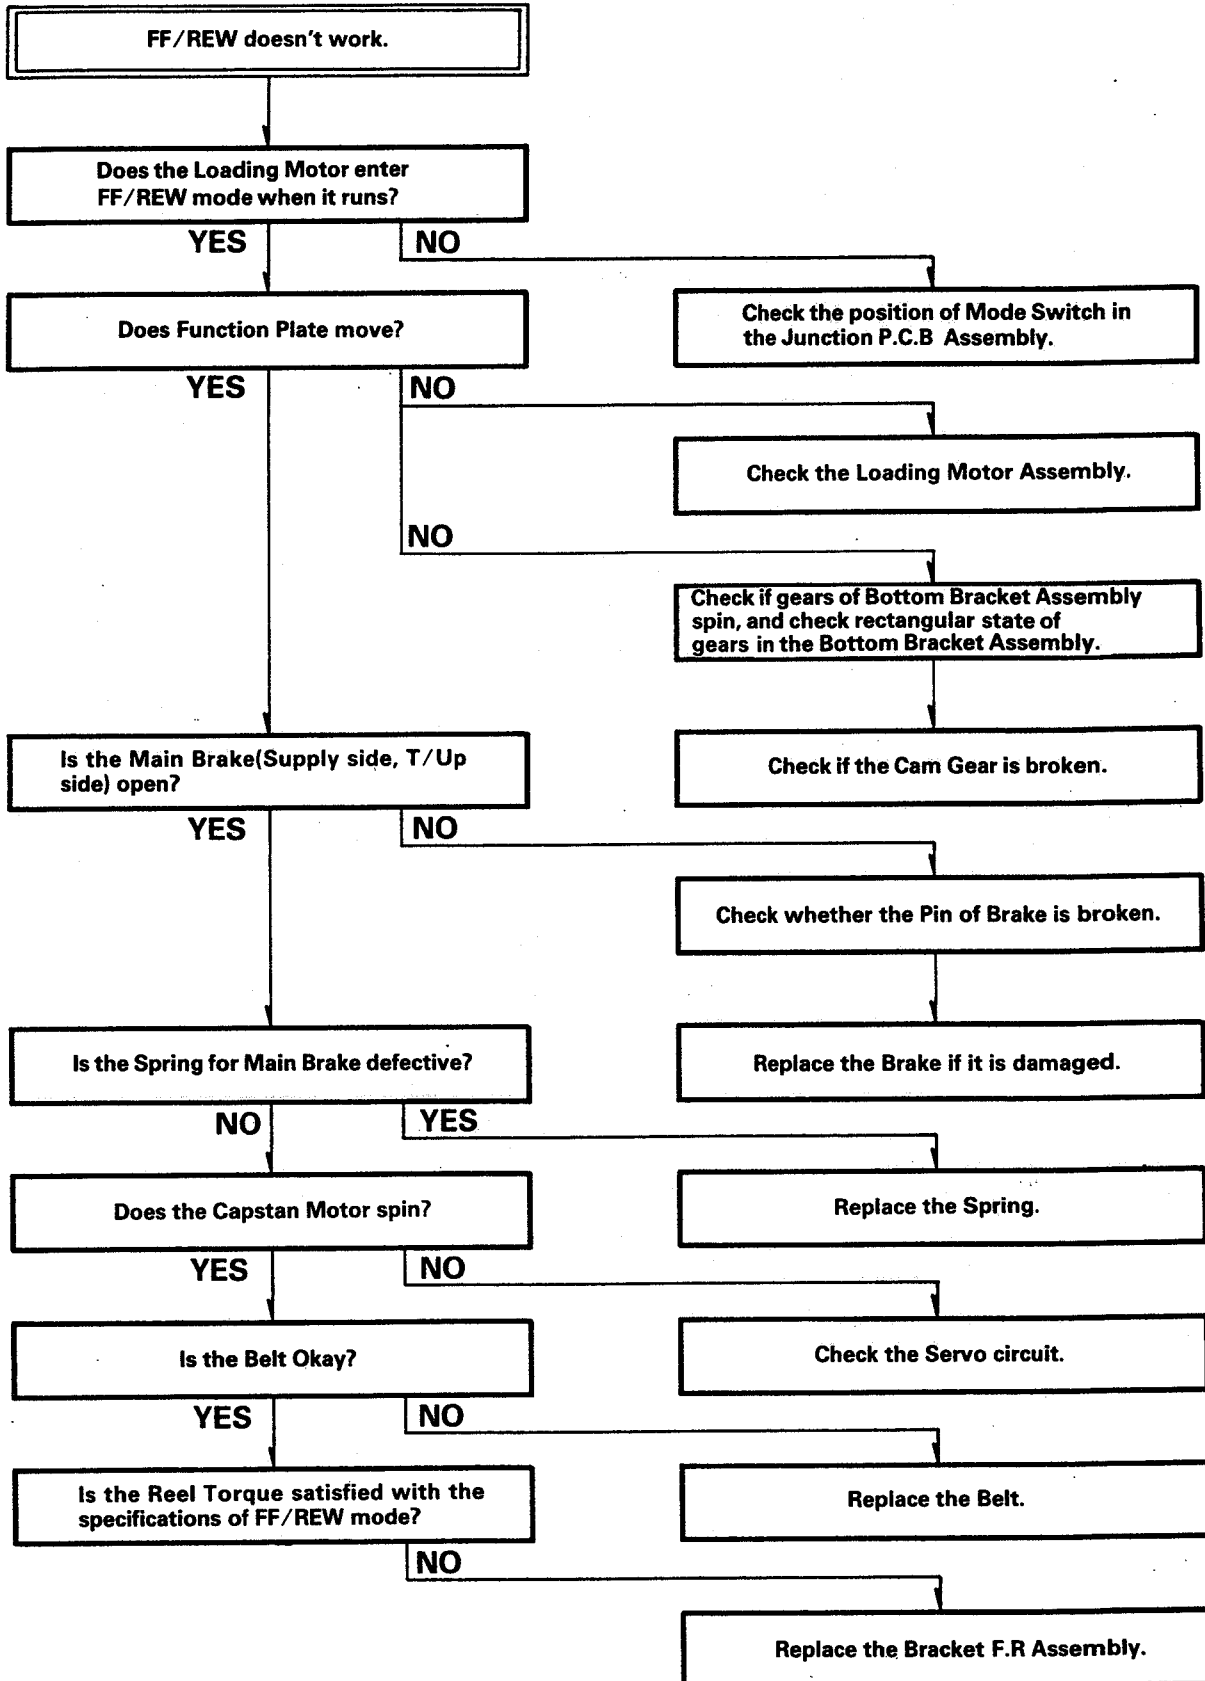 FF/REW doesn't work.
Does the Loading Motor enter
FF/REW mode when it runs?
YES
NO
Does Function Plate move?
Check the position of Mode Switch in
the Junction P.C.B Assembly.
YES
NO
Check the Loading Motor Assembly.
NO
Check if gears of Bottom Bracket Assembly
spin, and check rectangular state of
gears in the Bottom Bracket Assembly.
Is the Main Brake(Supply side, T/Up
side) open?
Check if the Cam Gear is broken.
YES
NO
Check whether the Pin of Brake is broken.
Is the Spring for Main Brake defective?
Replace the Brake if it is damaged.
NO
YES
Does the Capstan Motor spin?
Replace the Spring.
YES
NO
Is the Belt Okay?
Check the Servo circuit.
YES
NO
Is the Reel Torque satisfied with the
specifications of FF/REW mode?
Replace the Belt.
NO
Replace the Bracket F.R Assembly.